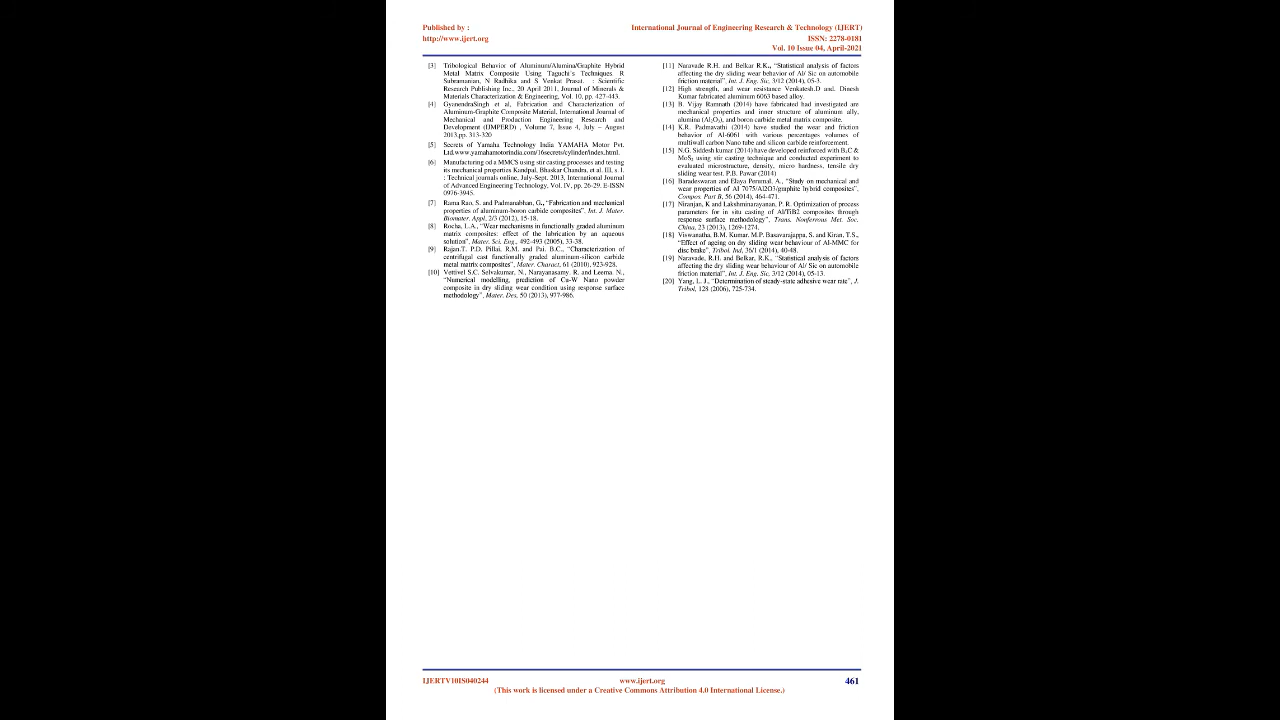 Published by :
http://www.ijert.org
International Journal of Engineering Research & Technology (IJERT)
ISSN: 2278-0181
Vol. 10 Issue 04, April-2021
[3] Tribological Behavior of Aluminum/Alumina/Graphite Hybrid
Metal Matrix Composite Using Taguchi's Techniques. R
Subramanian, N Radhika and S Venkat Prasat. : Scientific
Research Publishing Inc., 20 April 2011, Journal of Minerals &
Materials Characterization & Engineering, Vol. 10, pp. 427-443.
[4] GyanendraSingh et al, Fabrication and Characterization of
Aluminum-Graphite Composite Material, International Journal of
Mechanical and Production Engineering Research and
Development (IJMPERD) , Volume 7, Issue 4, July – August
2013,pp. 313-320
[5] Secrets of Yamaha Technology India YAMAHA Motor Pvt.
Ltd.www.yamahamotorindia.com/16secrets/cylinder/index.html.
[6] Manufacturing od a MMCS using stir casting processes and testing
its mechanical properties Kandpal, Bhaskar Chandra, et al. III, s. I.
: Technical journals online, July-Sept, 2013, International Journal
of Advanced Engineering Technology, Vol. IV, pp. 26-29. E-ISSN
0976-3945.
[7] Rama Rao, S. and Padmanabhan, G., "Fabrication and mechanical
properties of aluminum-boron carbide composites". Int. J. Mater.
Biomater. Appl, 2/3 (2012), 15-18.
[8] Rocha, L.A., "Wear mechanisms in functionally graded aluminum
matrix composites: effect of the lubrication by an aqueous
solution", Mater. Sci. Eng., 492-493 (2005), 33-38.
[9] Rajan.T. P.D, Pillai, R.M. and Pai. B.C., "Characterization of
centrifugal cast functionally graded aluminum-silicon carbide
metal matrix composites", Mater. Charact, 61 (2010), 923-928.
[10] Vettivel S.C, Selvakumar, N., Narayanasamy. R. and Leema. N.,
"Numerical modelling, prediction of Cu-W Nano powder
composite in dry sliding wear condition using response surface
methodology", Mater. Des, 50 (2013), 977-986.
[11] Naravade R.H. and Belkar R.K., "Statistical analysis of factors
affecting the dry sliding wear behavior of Al/ Sic on automobile
friction material", Int. J. Eng. Sic, 3/12 (2014), 05-3.
[12] High strength, and wear resistance Venkatesh.D and. Dinesh
Kumar fabricated aluminum 6063 based alloy.
[13] B. Vijay Ramnath (2014) have fabricated had investigated are
mechanical properties and inner structure of aluminum ally,
alumina (Al2O3), and boron carbide metal matrix composite.
[14] K.R. Padmavathi (2014) have studied the wear and friction
behavior of Al-6061 with various percentages volumes of
multiwall carbon Nano tube and silicon carbide reinforcement.
[15] N.G. Siddesh kumar (2014) have developed reinforced with B4C &
MoS2 using stir casting technique and conducted experiment to
evaluated microstructure, density, micro hardness, tensile dry
sliding wear test. P.B. Pawar (2014)
[16] Baradeswaran and Elaya Perumal. A., "Study on mechanical and
wear properties of Al 7075/Al2O3/graphite hybrid composites",
Compos. Part B, 56 (2014), 464-471.
[17] Niranjan, K and Lakshminarayanan, P. R. Optimization of process
parameters for in situ casting of Al/TiB2 composites through
response surface methodology", Trans. Nonferrous Met. Soc.
China, 23 (2013), 1269-1274,
[18] Viswanatha, B.M. Kumar. M.P. Basavarajappa, S. and Kiran, T.S.,
"Effect of ageing on dry sliding wear behaviour of Al-MMC for
disc brake", Tribol. Ind, 36/1 (2014), 40-48.
[19] Naravade, R.H. and Belkar, R.K., "Statistical analysis of factors
affecting the dry sliding wear behaviour of Al/ Sic on automobile
friction material", Int. J. Eng. Sic, 3/12 (2014), 05-13.
[20] Yang, L. J., "Determination of steady-state adhesive wear rate", J.
Tribol, 128 (2006), 725-734.
IJERTV10IS040244
www.ijert.org
461
(This work is licensed under a Creative Commons Attribution 4.0 International License.)